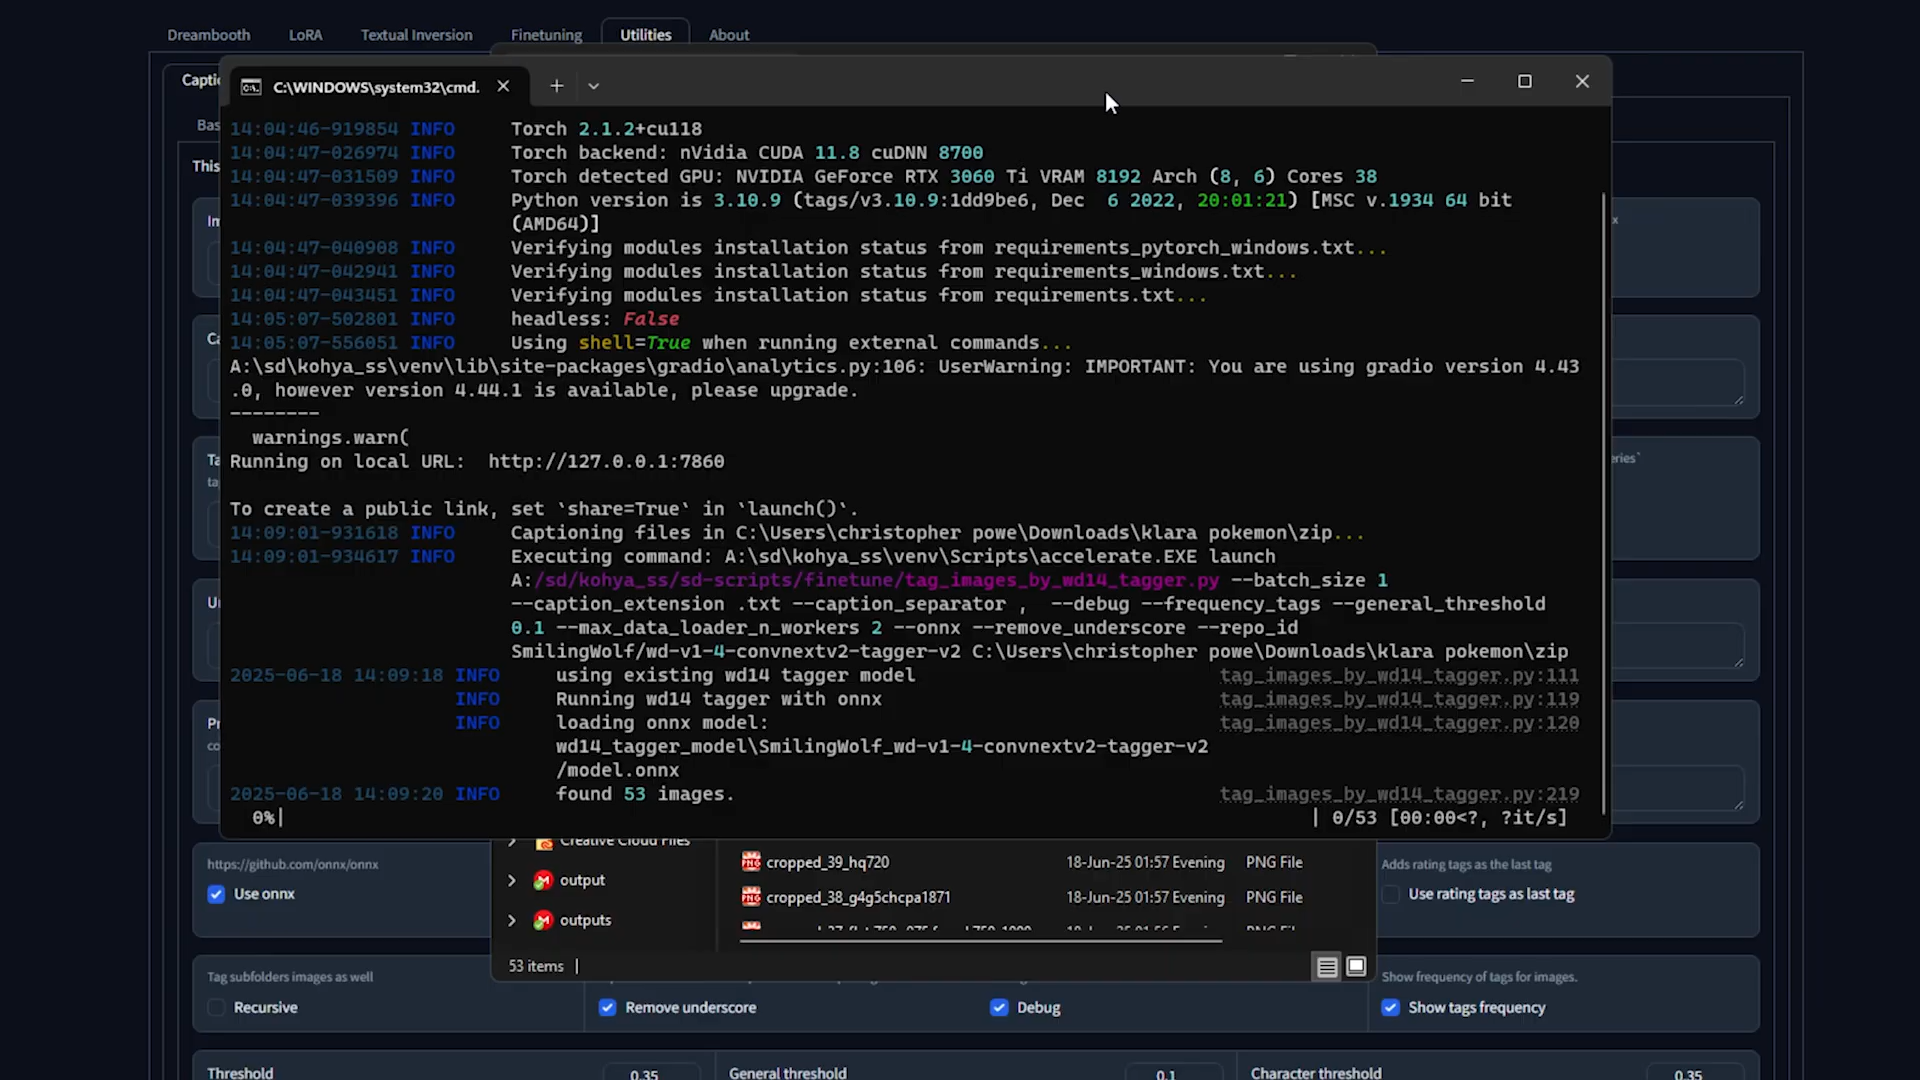 Dreambooth LoRA Textual Inversion Finetuning Utilities About
Captio
C:\WINDOWS\system32\cmd.
Bas
This
14:04:46-919854 INFO Torch 2.1.2+cu118
14:04:47-026974 INFO Torch backend: nVidia CUDA 11.8 cuDNN 8700
14:04:47-031509 INFO Torch detected GPU: NVIDIA GeForce RTX 3060 Ti VRAM 8192 Arch (8, 6) Cores 38
14:04:47-039396 INFO Python version is 3.10.9 (tags/v3.10.9:1dd9be6, Dec  6 2022, 20:01:21) [MSC v.1934 64 bit
(AMD64)]
14:04:47-040908 INFO Verifying modules installation status from requirements_pytorch_windows.txt...
14:04:47-042941 INFO Verifying modules installation status from requirements_windows.txt...
14:04:47-043451 INFO Verifying modules installation status from requirements.txt...
14:05:07-502801 INFO headless: False
14:05:07-556051 INFO Using shell=True when running external commands...
A:\sd\kohya_ss\venv\lib\site-packages\gradio\analytics.py:106: UserWarning: IMPORTANT: You are using gradio version 4.43
.0, however version 4.44.1 is available, please upgrade.
--------
warnings.warn(
Running on local URL:  http://127.0.0.1:7860
To create a public link, set `share=True` in `launch()`.
14:09:01-931618 INFO Captioning files in C:\Users\christopher powe\Downloads\klara pokemon\zip...
14:09:01-934617 INFO Executing command: A:\sd\kohya_ss\venv\Scripts\accelerate.EXE launch
A:/sd/kohya_ss/sd-scripts/finetune/tag_images_by_wd14_tagger.py --batch_size 1
--caption_extension .txt --caption_separator ,  --debug --frequency_tags --general_threshold
0.1 --max_data_loader_n_workers 2 --onnx --remove_underscore --repo_id
SmilingWolf/wd-v1-4-convnextv2-tagger-v2 C:\Users\christopher powe\Downloads\klara pokemon\zip
2025-06-18 14:09:18 INFO using existing wd14 tagger model tag_images_by_wd14_tagger.py:111
INFO Running wd14 tagger with onnx tag_images_by_wd14_tagger.py:119
INFO loading onnx model: tag_images_by_wd14_tagger.py:120
wd14_tagger_model\SmilingWolf_wd-v1-4-convnextv2-tagger-v2
/model.onnx
2025-06-18 14:09:20 INFO found 53 images. tag_images_by_wd14_tagger.py:219
0%| | 0/53 [00:00<?, ?it/s]
Im
Ca
Ta
ta
eries`
Un
Pr
co
Creative Cloud Files
https://github.com/onnx/onnx
Use onnx
output
outputs
cropped_39_hq720 18-Jun-25 01:57 Evening PNG File
cropped_38_g4g5chcpa1871 18-Jun-25 01:57 Evening PNG File
53 items
Adds rating tags as the last tag
Use rating tags as last tag
Tag subfolders images as well
Recursive
Remove underscore
Debug
Show frequency of tags for images.
Show tags frequency
Threshold 0.35 General threshold 0.1 Character threshold 0.35